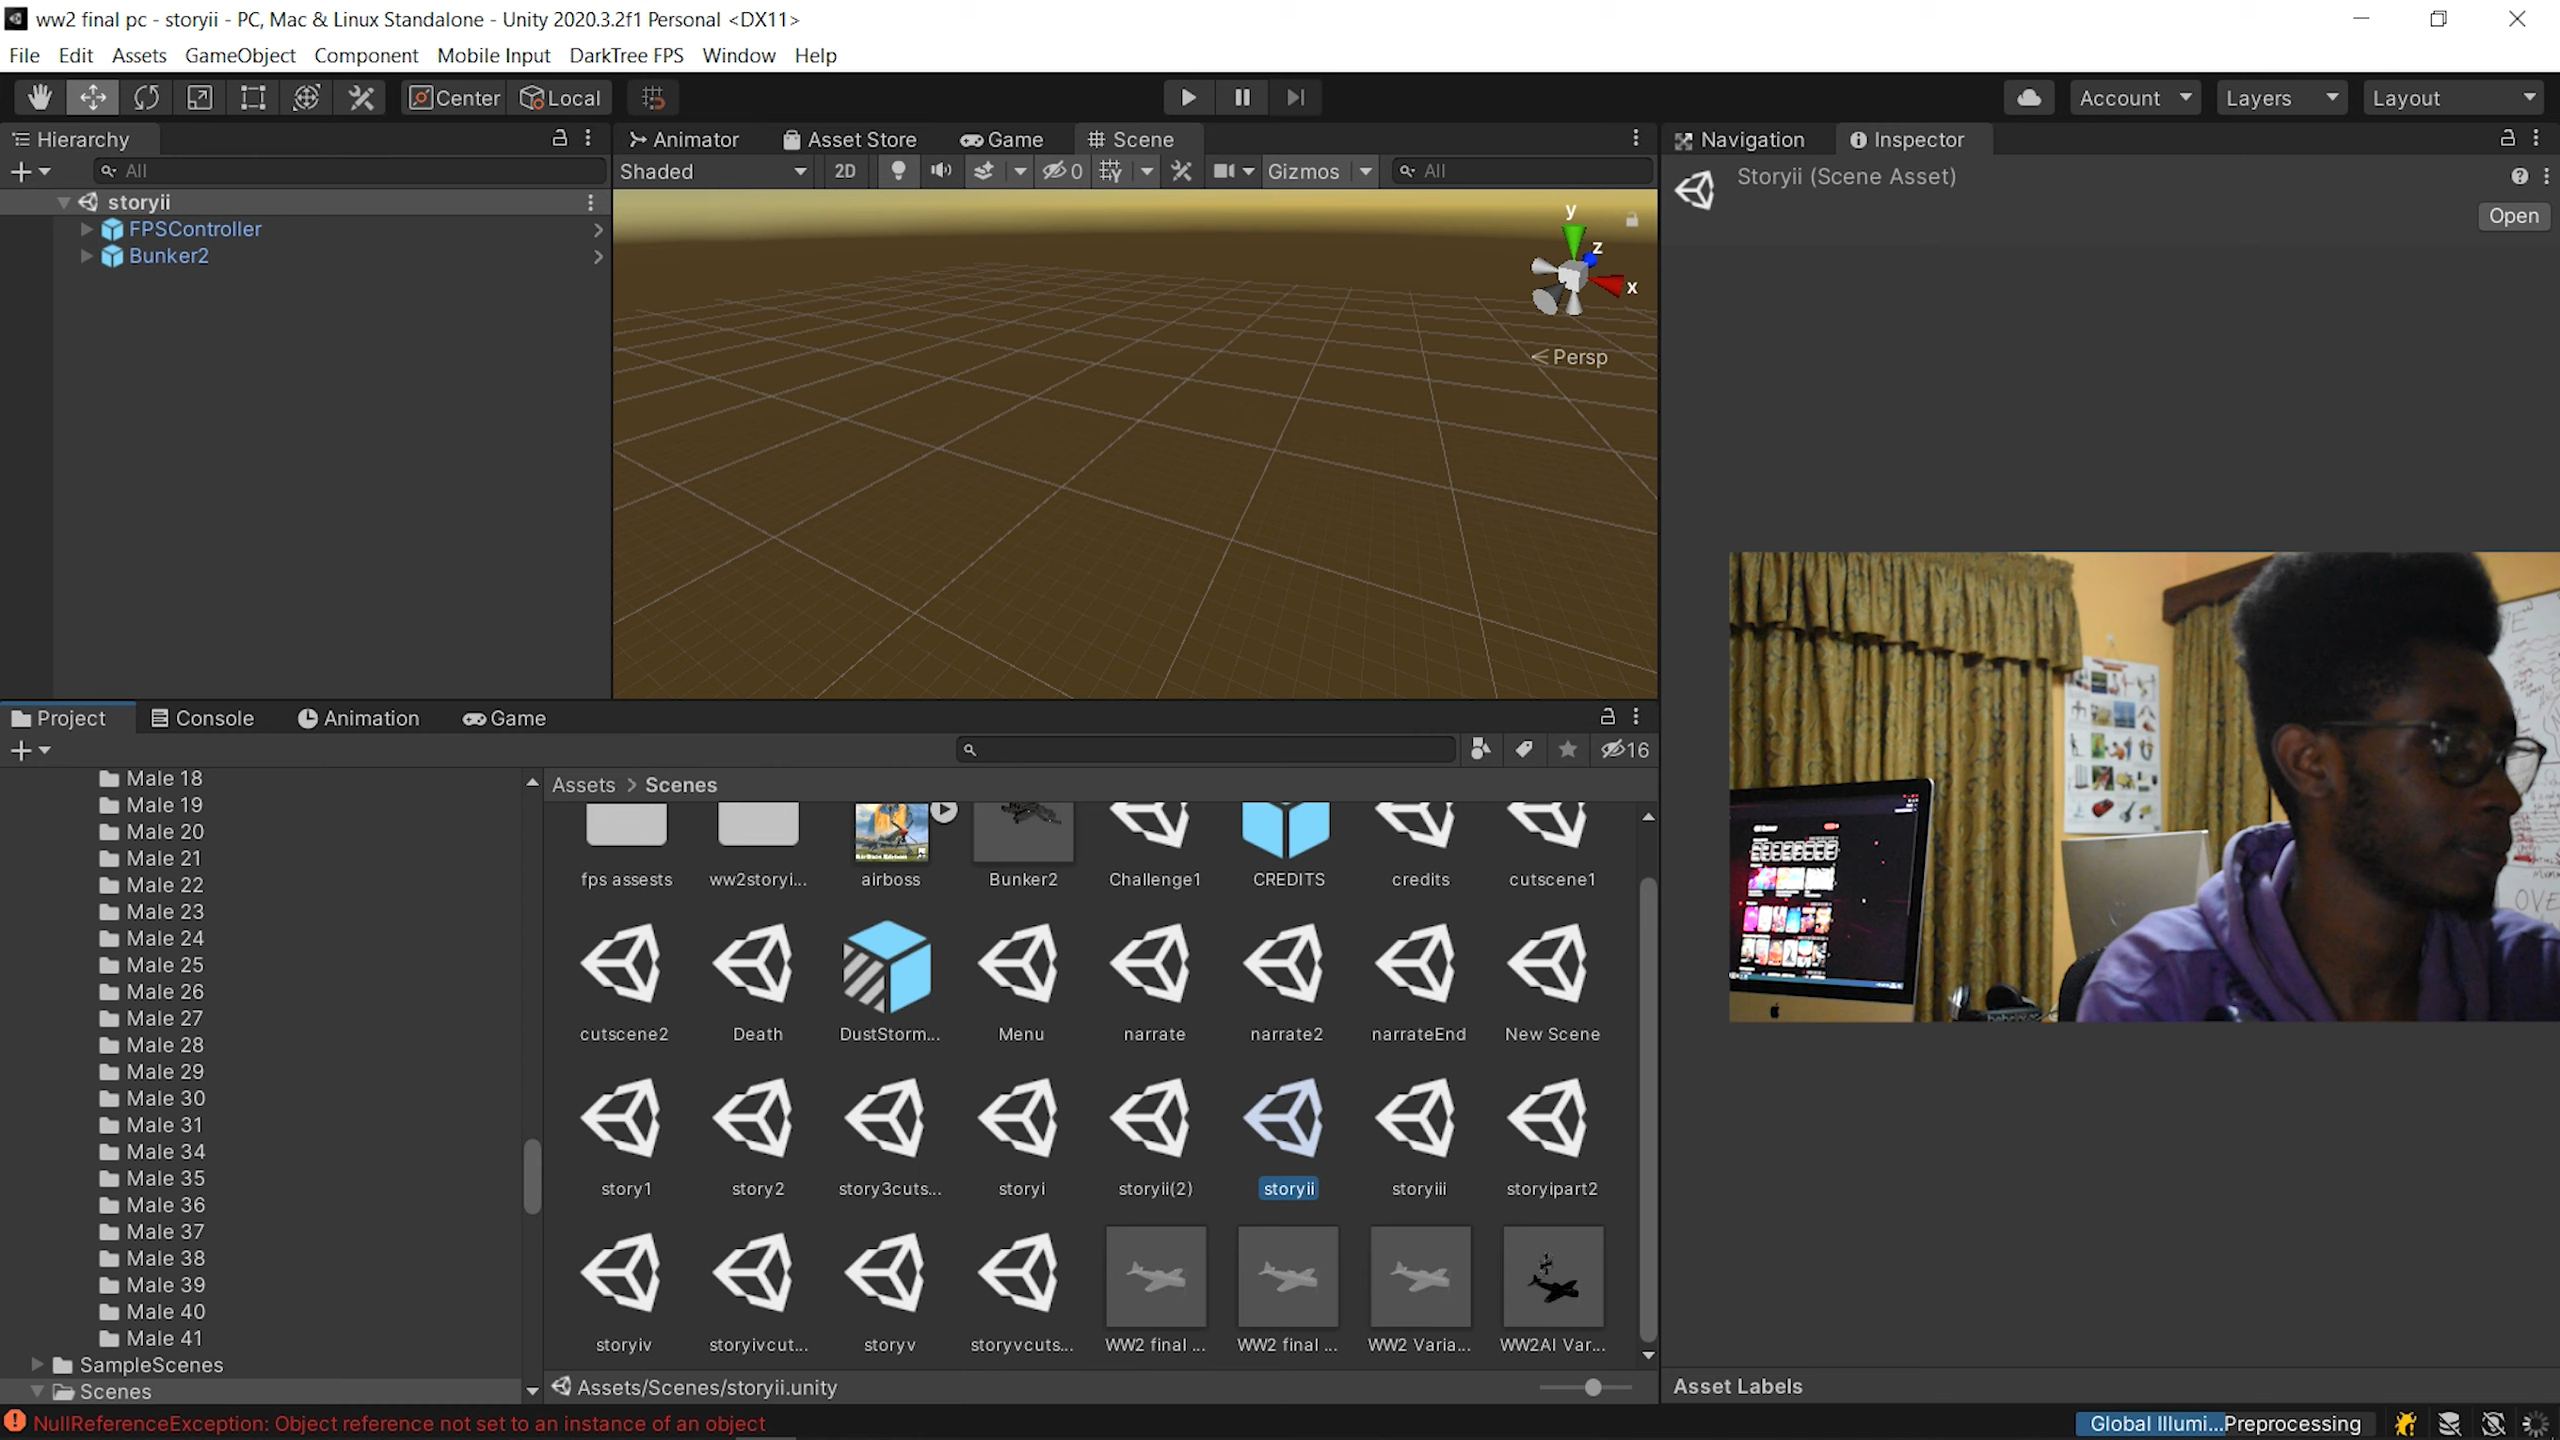 ww2 final pc - storyii - PC, Mac & Linux Standalone - Unity 2020.3.2f1 Personal <DX11>
File Edit Assets GameObject Component Mobile Input DarkTree FPS Window Help
Center Local Account Layers Layout
Hierarchy Animator Asset Store Game Scene Navigation Inspector
All Shaded 2D 0 Gizmos All
Storyii (Scene Asset)
Open
storyii
FPSController
Bunker2
y
z
x
Persp
Project Console Animation Game
16
Assets > Scenes
Male 18
Male 19
Male 20
Male 21
Male 22
Male 23
Male 24
Male 25
Male 26
Male 27
Male 28
Male 29
Male 30
Male 31
Male 34
Male 35
Male 36
Male 37
Male 38
Male 39
Male 40
Male 41
SampleScenes
Scenes
fps assests ww2storyi... airboss Bunker2 Challenge1 CREDITS credits cutscene1
cutscene2 Death DustStorm... Menu narrate narrate2 narrateEnd New Scene
story1 story2 story3cuts... storyi storyii(2) storyii storyiii storyipart2
storyiv storyivcut... storyv storyvcuts... WW2 final ... WW2 final ... WW2 Varia... WW2AI Var...
Assets/Scenes/storyii.unity
Asset Labels
NullReferenceException: Object reference not set to an instance of an object
Global Illumi...Preprocessing